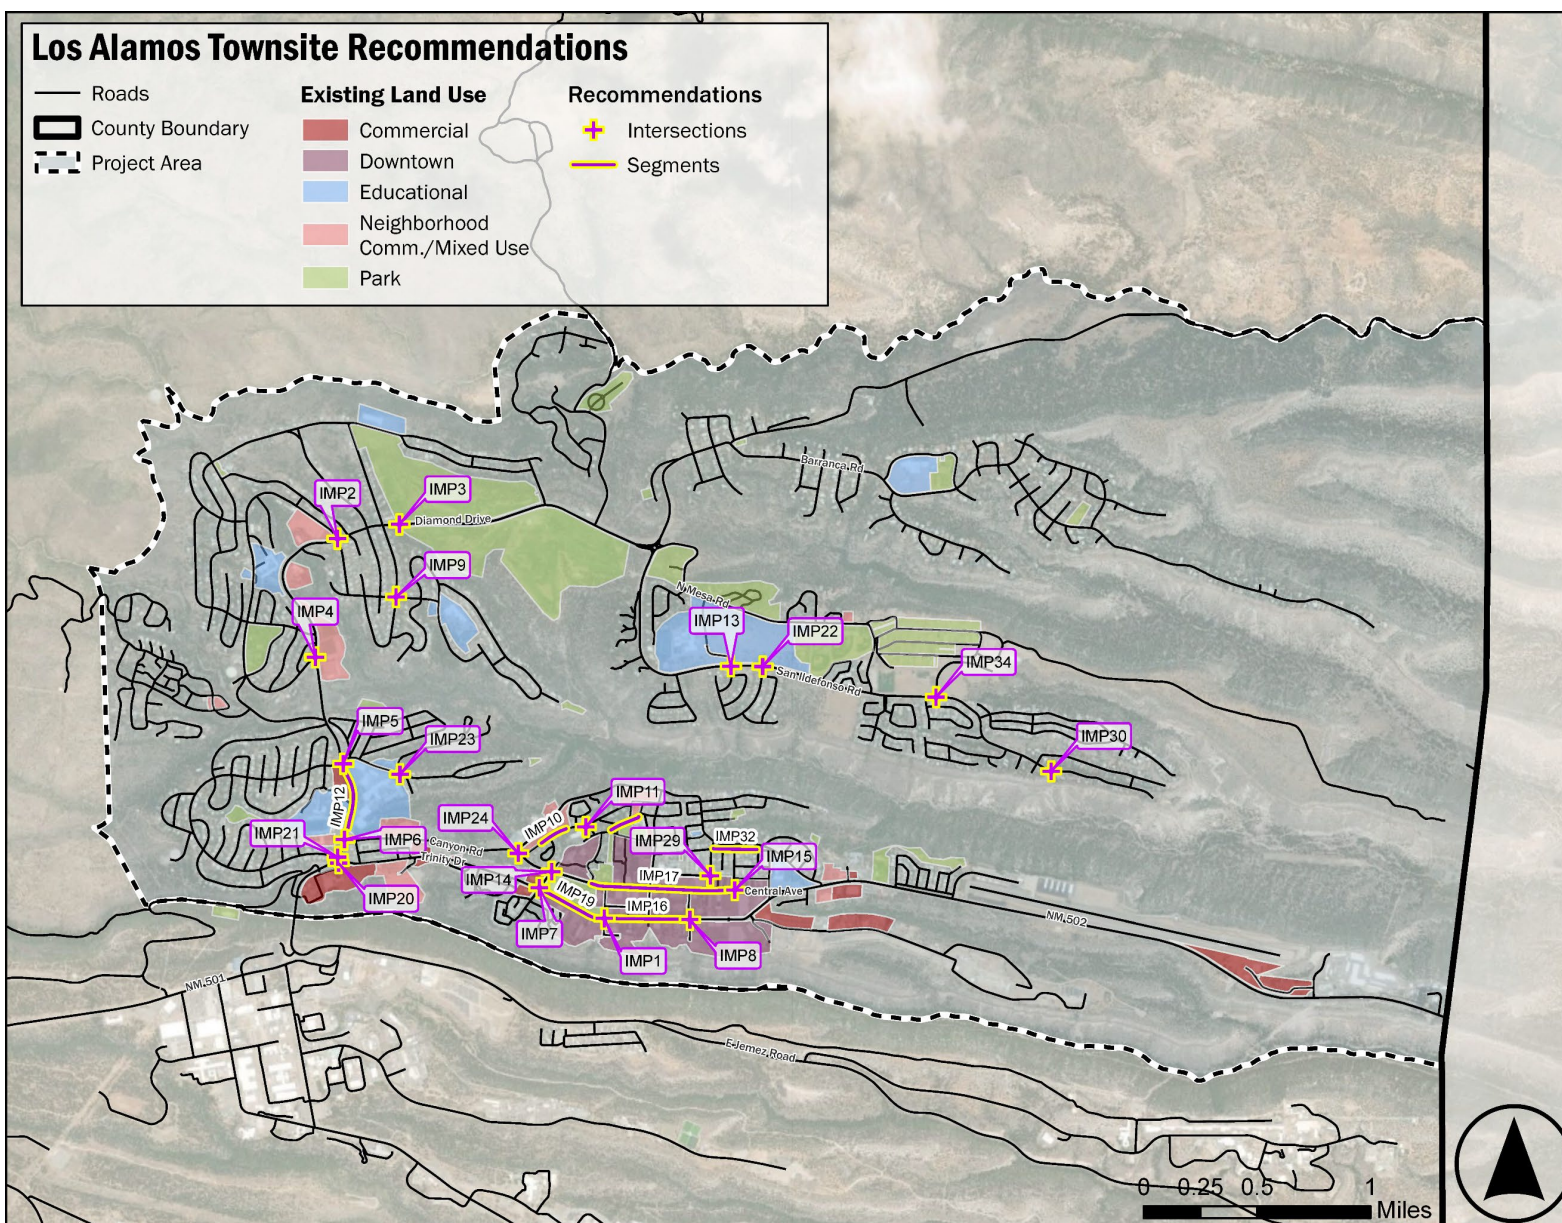 Los Alamos Townsite Recommendations
Roads
County Boundary
Project Area
Existing Land Use
Commercial
Downtown
Educational
Neighborhood
Comm./Mixed Use
Park
Recommendations
Intersections
Segments
Barranca Rd
IMP2
IMP3
Diamond Drive
IMP9
N Mesa Rd
IMP4
IMP13
IMP22
San Ildefonso Rd
IMP34
IMP5
IMP23
IMP30
IMP12
IMP11
IMP24
IMP10
IMP21
IMP6
Canyon Rd
Trinity Dr
IMP29
IMP32
IMP15
IMP14
IMP17
Central Ave
IMP20
IMP19
IMP16
NM 502
IMP7
IMP1
IMP8
NM 501
E Jemez Road
0 0.25 0.5 1
Miles